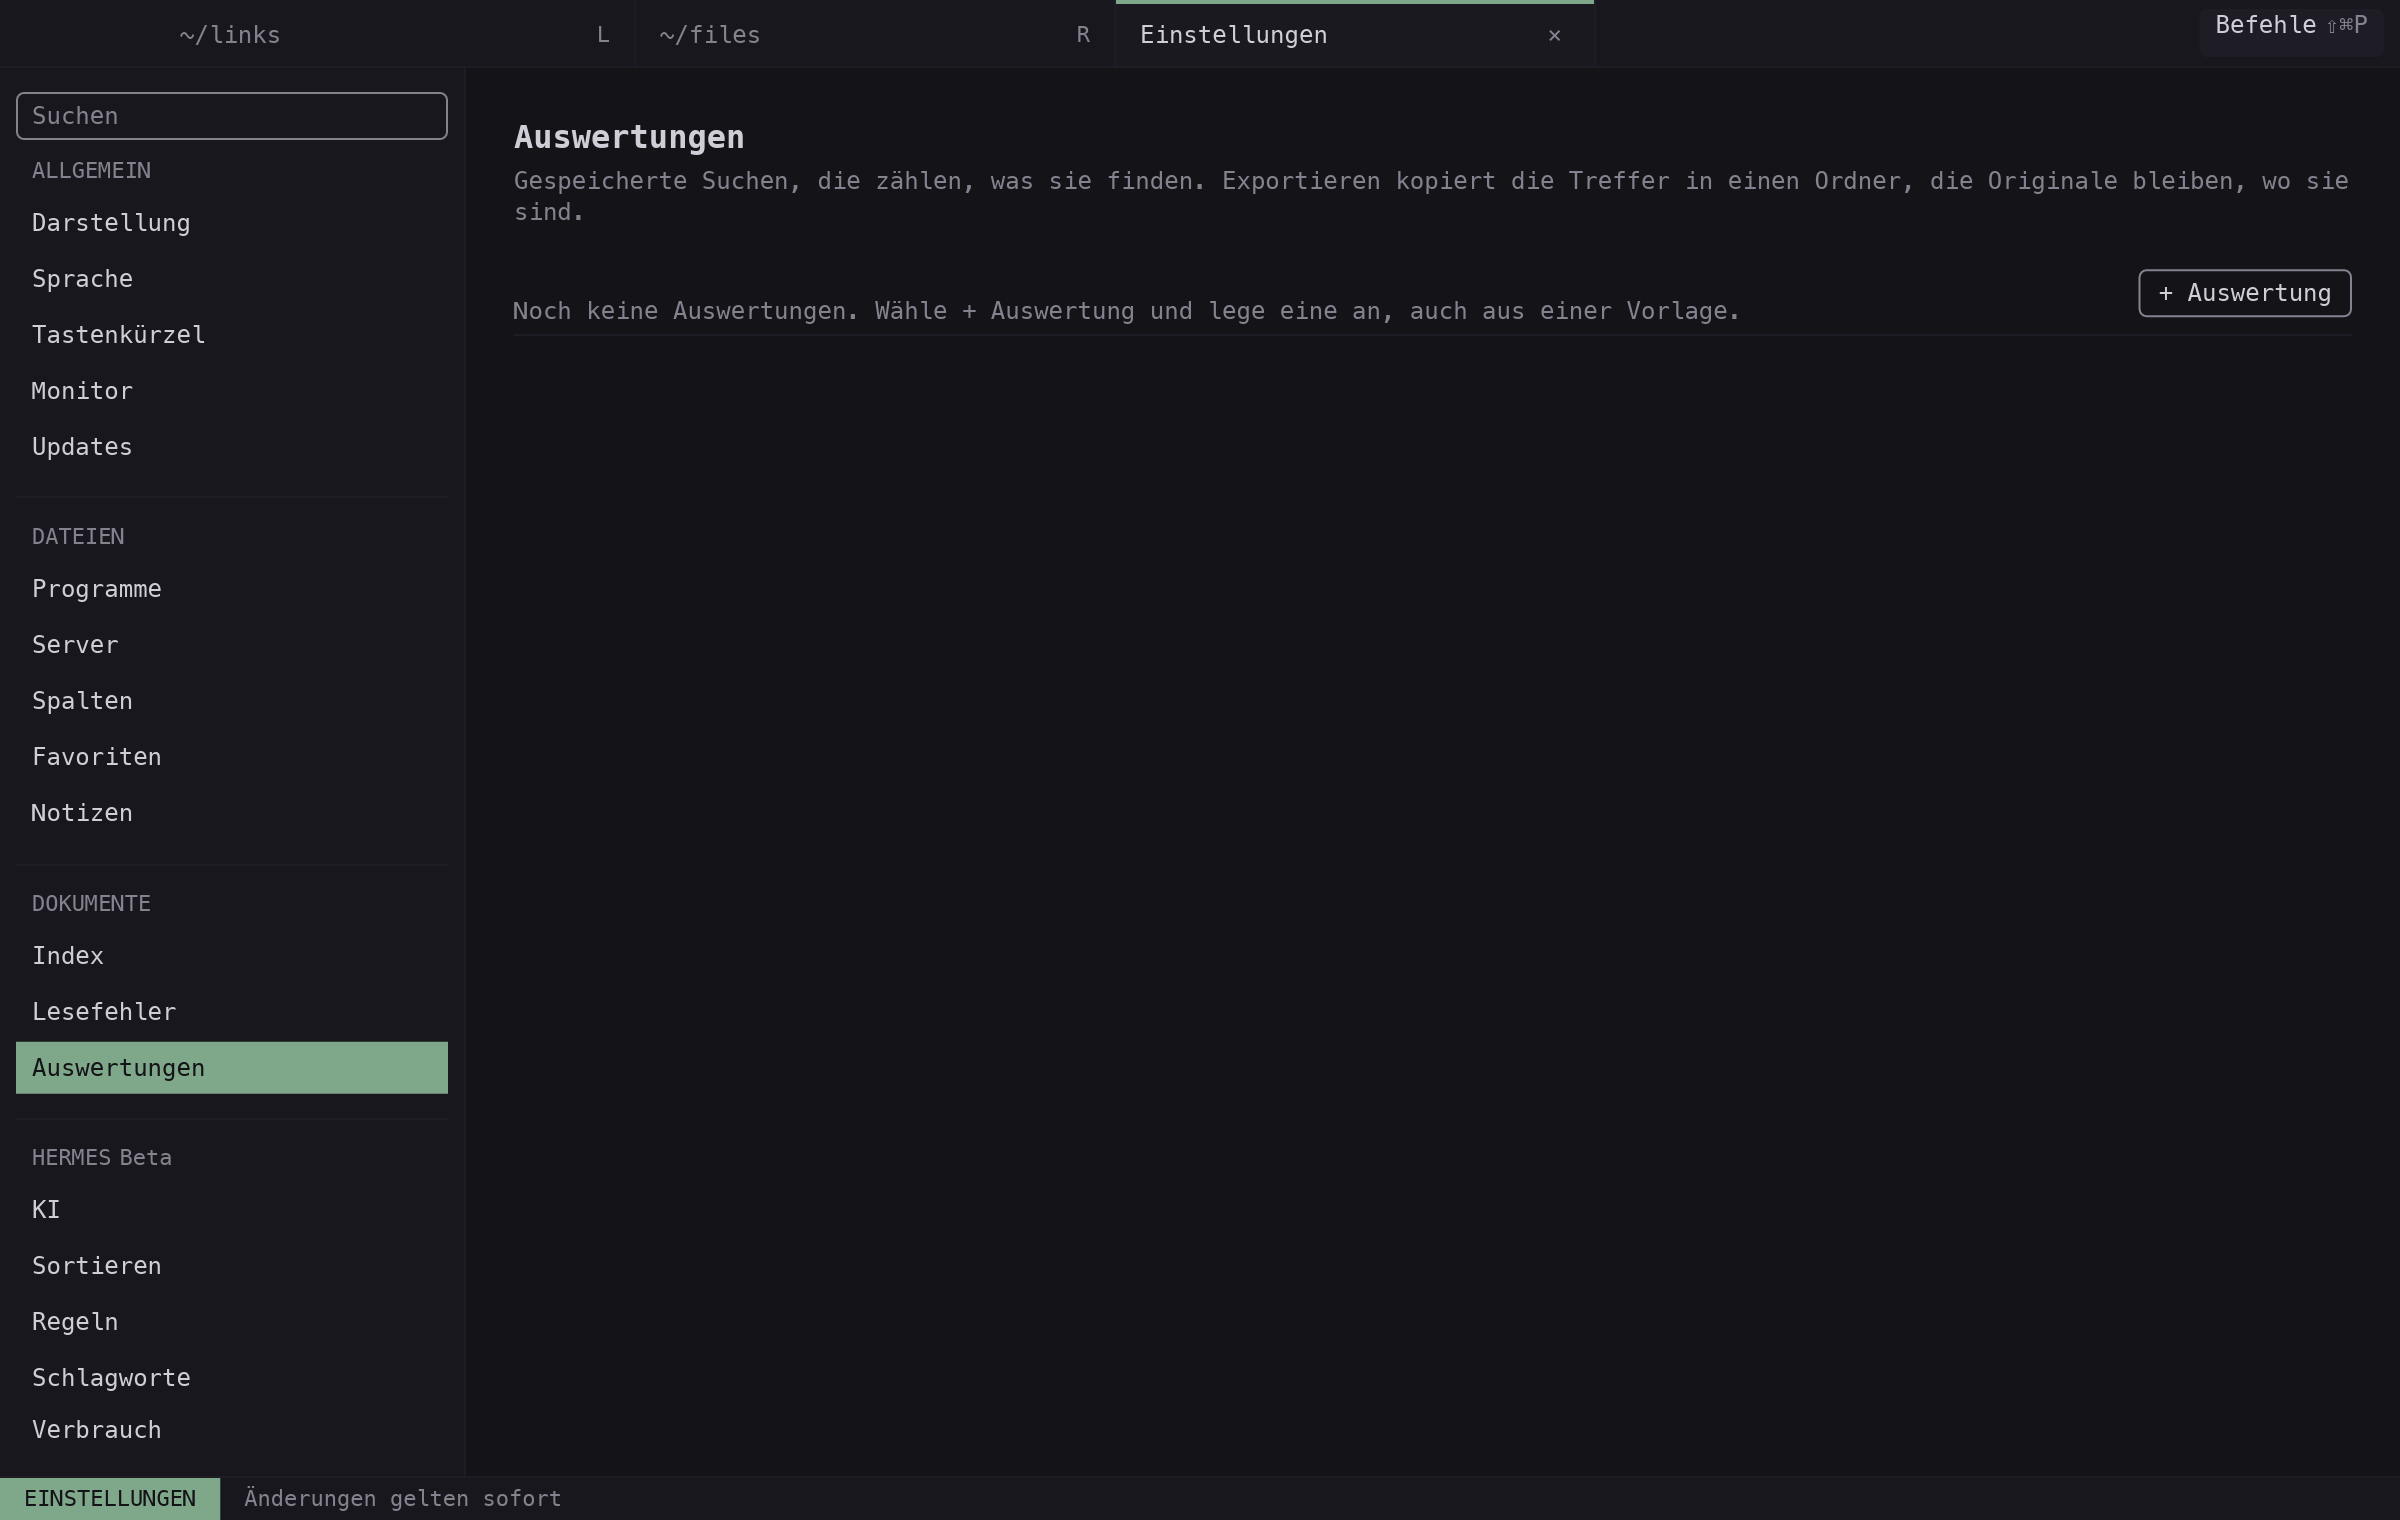 ~/links L ~/files R Einstellungen × Befehle ⇧⌘P
Suchen
ALLGEMEIN
Darstellung
Sprache
Tastenkürzel
Monitor
Updates
DATEIEN
Programme
Server
Spalten
Favoriten
Notizen
DOKUMENTE
Index
Lesefehler
Auswertungen
HERMES Beta
KI
Sortieren
Regeln
Schlagworte
Verbrauch
Auswertungen
Gespeicherte Suchen, die zählen, was sie finden. Exportieren kopiert die Treffer in einen Ordner, die Originale bleiben, wo sie
sind.
+ Auswertung
Noch keine Auswertungen. Wähle + Auswertung und lege eine an, auch aus einer Vorlage.
EINSTELLUNGEN Änderungen gelten sofort